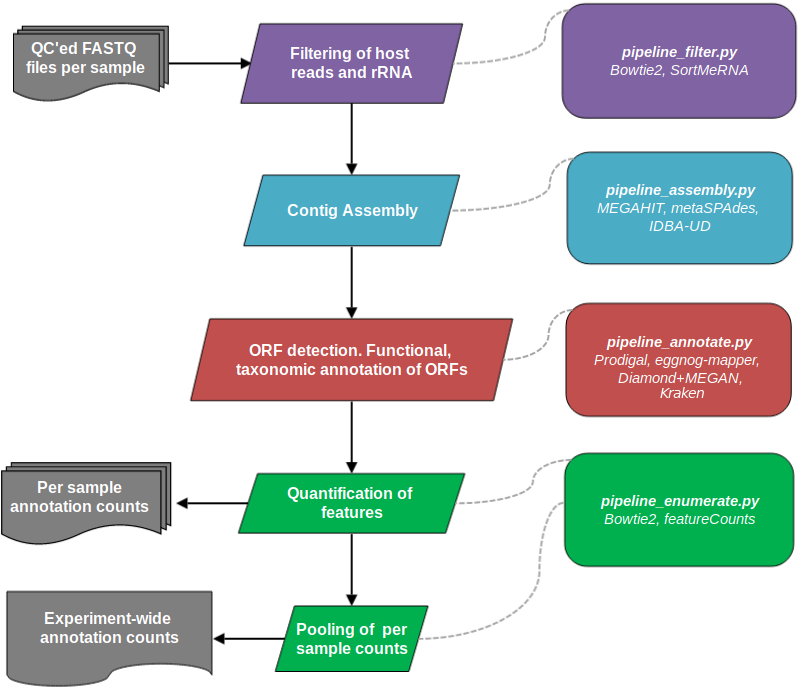 QC'ed FASTQ
files per sample
Filtering of host
reads and rRNA
pipeline_filter.py
Bowtie2, SortMeRNA
Contig Assembly
pipeline_assembly.py
MEGAHIT, metaSPAdes,
IDBA-UD
ORF detection. Functional,
taxonomic annotation of ORFs
pipeline_annotate.py
Prodigal, eggnog-mapper,
Diamond+MEGAN,
Kraken
Per sample
annotation counts
Quantification of
features
pipeline_enumerate.py
Bowtie2, featureCounts
Experiment-wide
annotation counts
Pooling of  per
sample counts